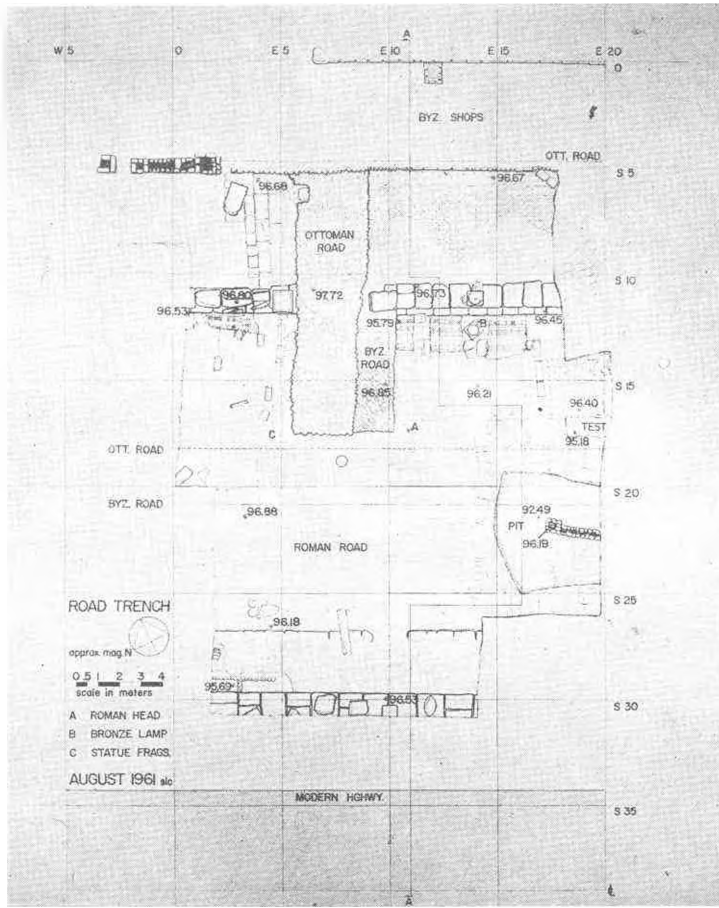 A
W 5 O E 5 E 10 E 15 E 20
O
BYZ. SHOPS
OTT. ROAD
S 5
96.68
96.67
OTTOMAN
ROAD
S 10
96.80
97.72
96.73
96.53
95.79
B
96.45
BYZ
ROAD
S 15
96.85
96.21
96.40
TEST
C
A
95.18
OTT. ROAD
S 20
BYZ ROAD
96.88
92.49
PIT
96.19
ROMAN ROAD
S 25
ROAD TRENCH
96.18
approx. mag. N
0 .5 1 2 3 4
scale in meters
95.69
96.53
S 30
A ROMAN HEAD
B BRONZE LAMP
C STATUE FRAGS.
AUGUST 1961 slc
MODERN HGHWY.
S 35
A